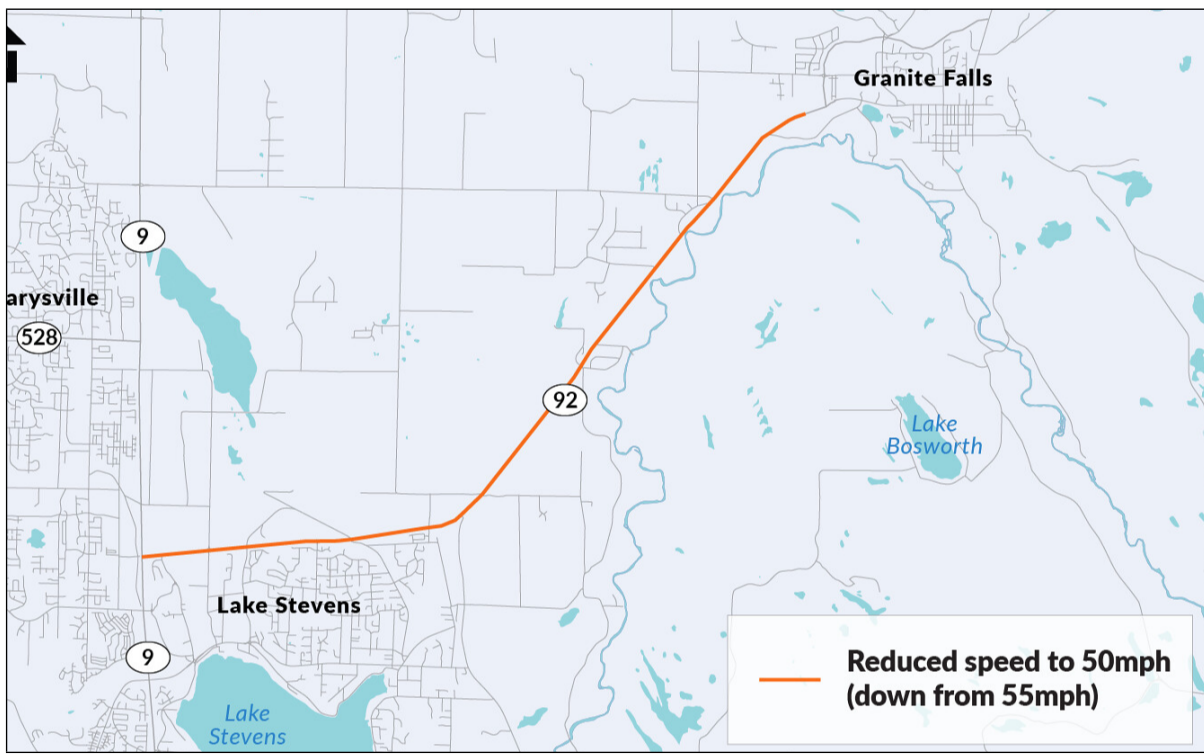 Granite Falls
9
arysville
528
92
Lake
Bosworth
Lake Stevens
9
Reduced speed to 50mph
(down from 55mph)
Lake
Stevens